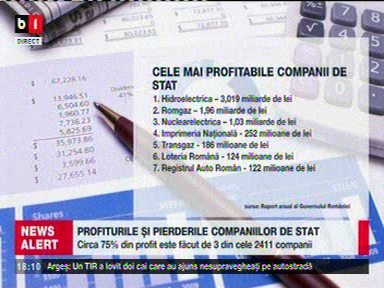 b1
DIRECT
67,228.16
13,946.51
6,504.60
1,960.77
7,736.23
5,825.69
35,973.86
31,254.80
3,599.66
27,655.14
Dividend
41%
Shares
CELE MAI PROFITABILE COMPANII DE
STAT
1. Hidroelectrica – 3,019 miliarde de lei
2. Romgaz – 1,96 miliarde de lei
3. Nuclearelectrica – 1,03 miliarde de lei
4. Imprimeria Națională - 252 milioane de lei
5. Transgaz - 186 milioane de lei
6. Loteria Română - 124 milioane de lei
7. Registrul Auto Român - 122 milioane de lei
sursa: Raport anual al Guvernului României
NEWS
ALERT
PROFITURILE ȘI PIERDERILE COMPANIILOR DE STAT
Circa 75% din profit este făcut de 3 din cele 2411 companii
18:10 Argeș: Un TIR a lovit doi cai care au ajuns nesupravegheați pe autostradă